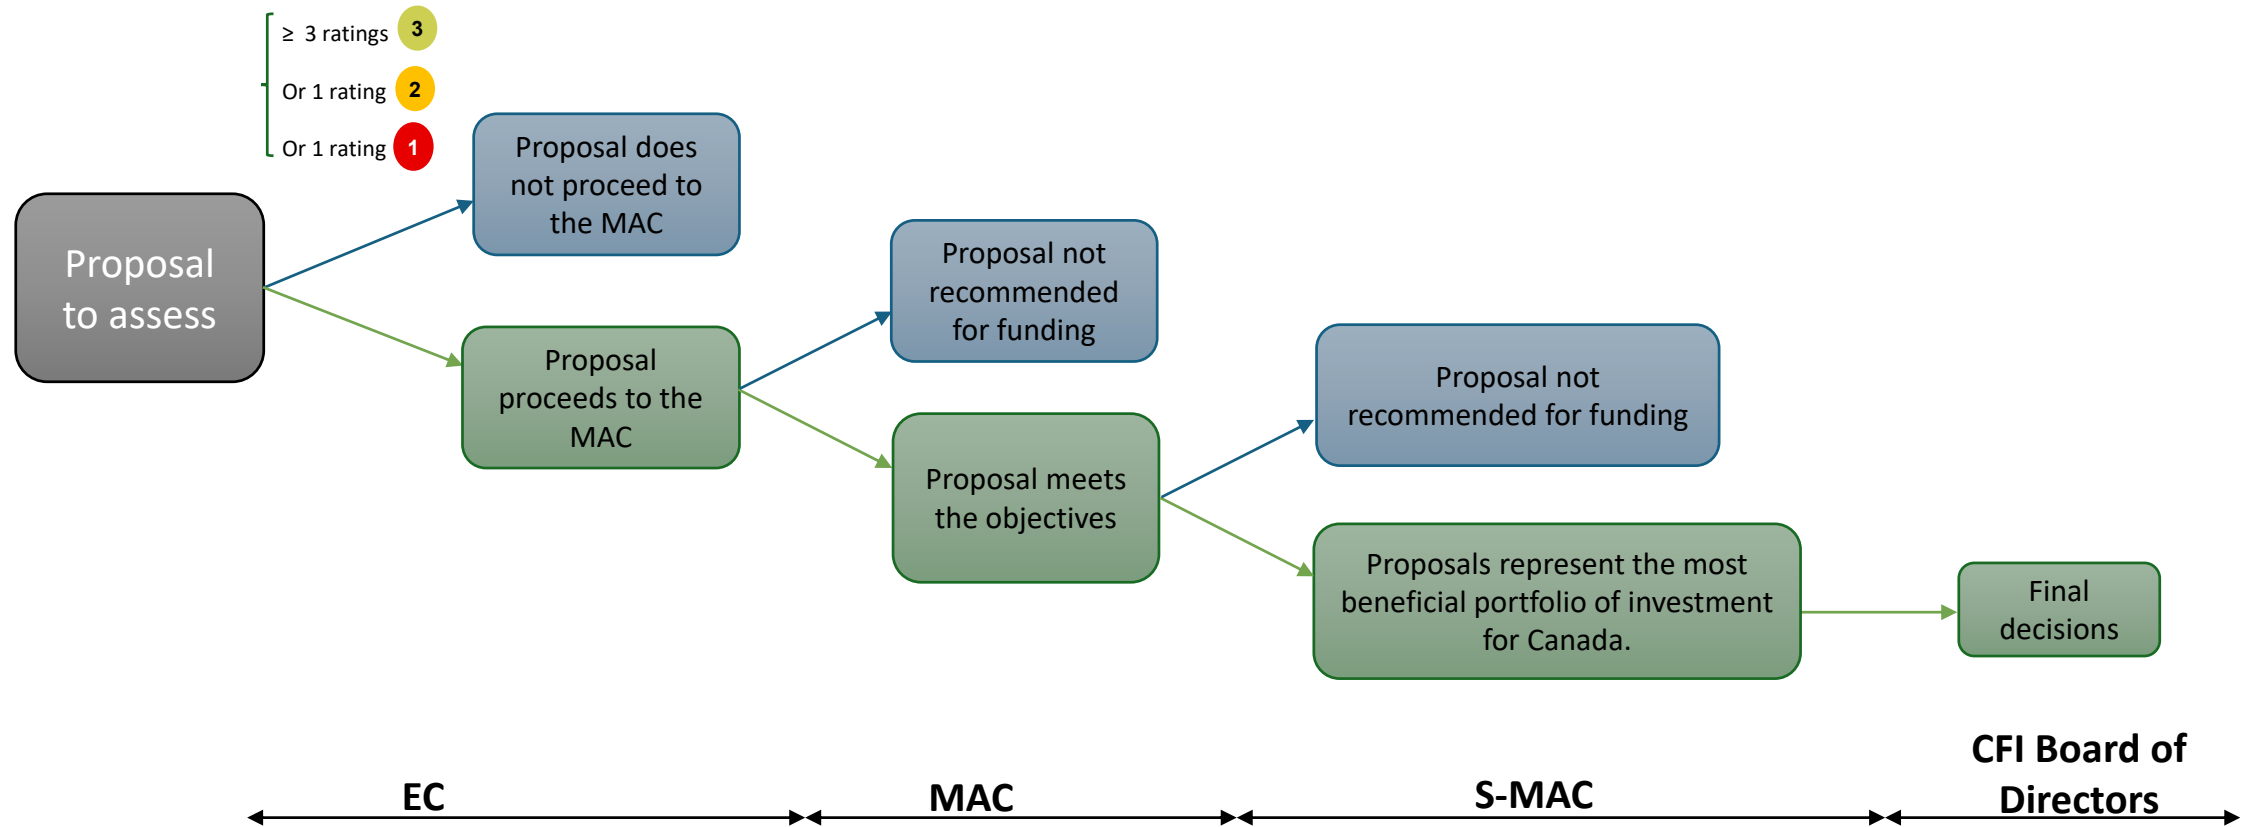 ≥ 3 ratings 3
Or 1 rating 2
Or 1 rating 1
Proposal
to assess
Proposal does
not proceed to
the MAC
Proposal
proceeds to the
MAC
Proposal not
recommended
for funding
Proposal meets
the objectives
Proposal not
recommended for funding
Proposals represent the most
beneficial portfolio of investment
for Canada.
Final
decisions
EC
MAC
S-MAC
CFI Board of
Directors